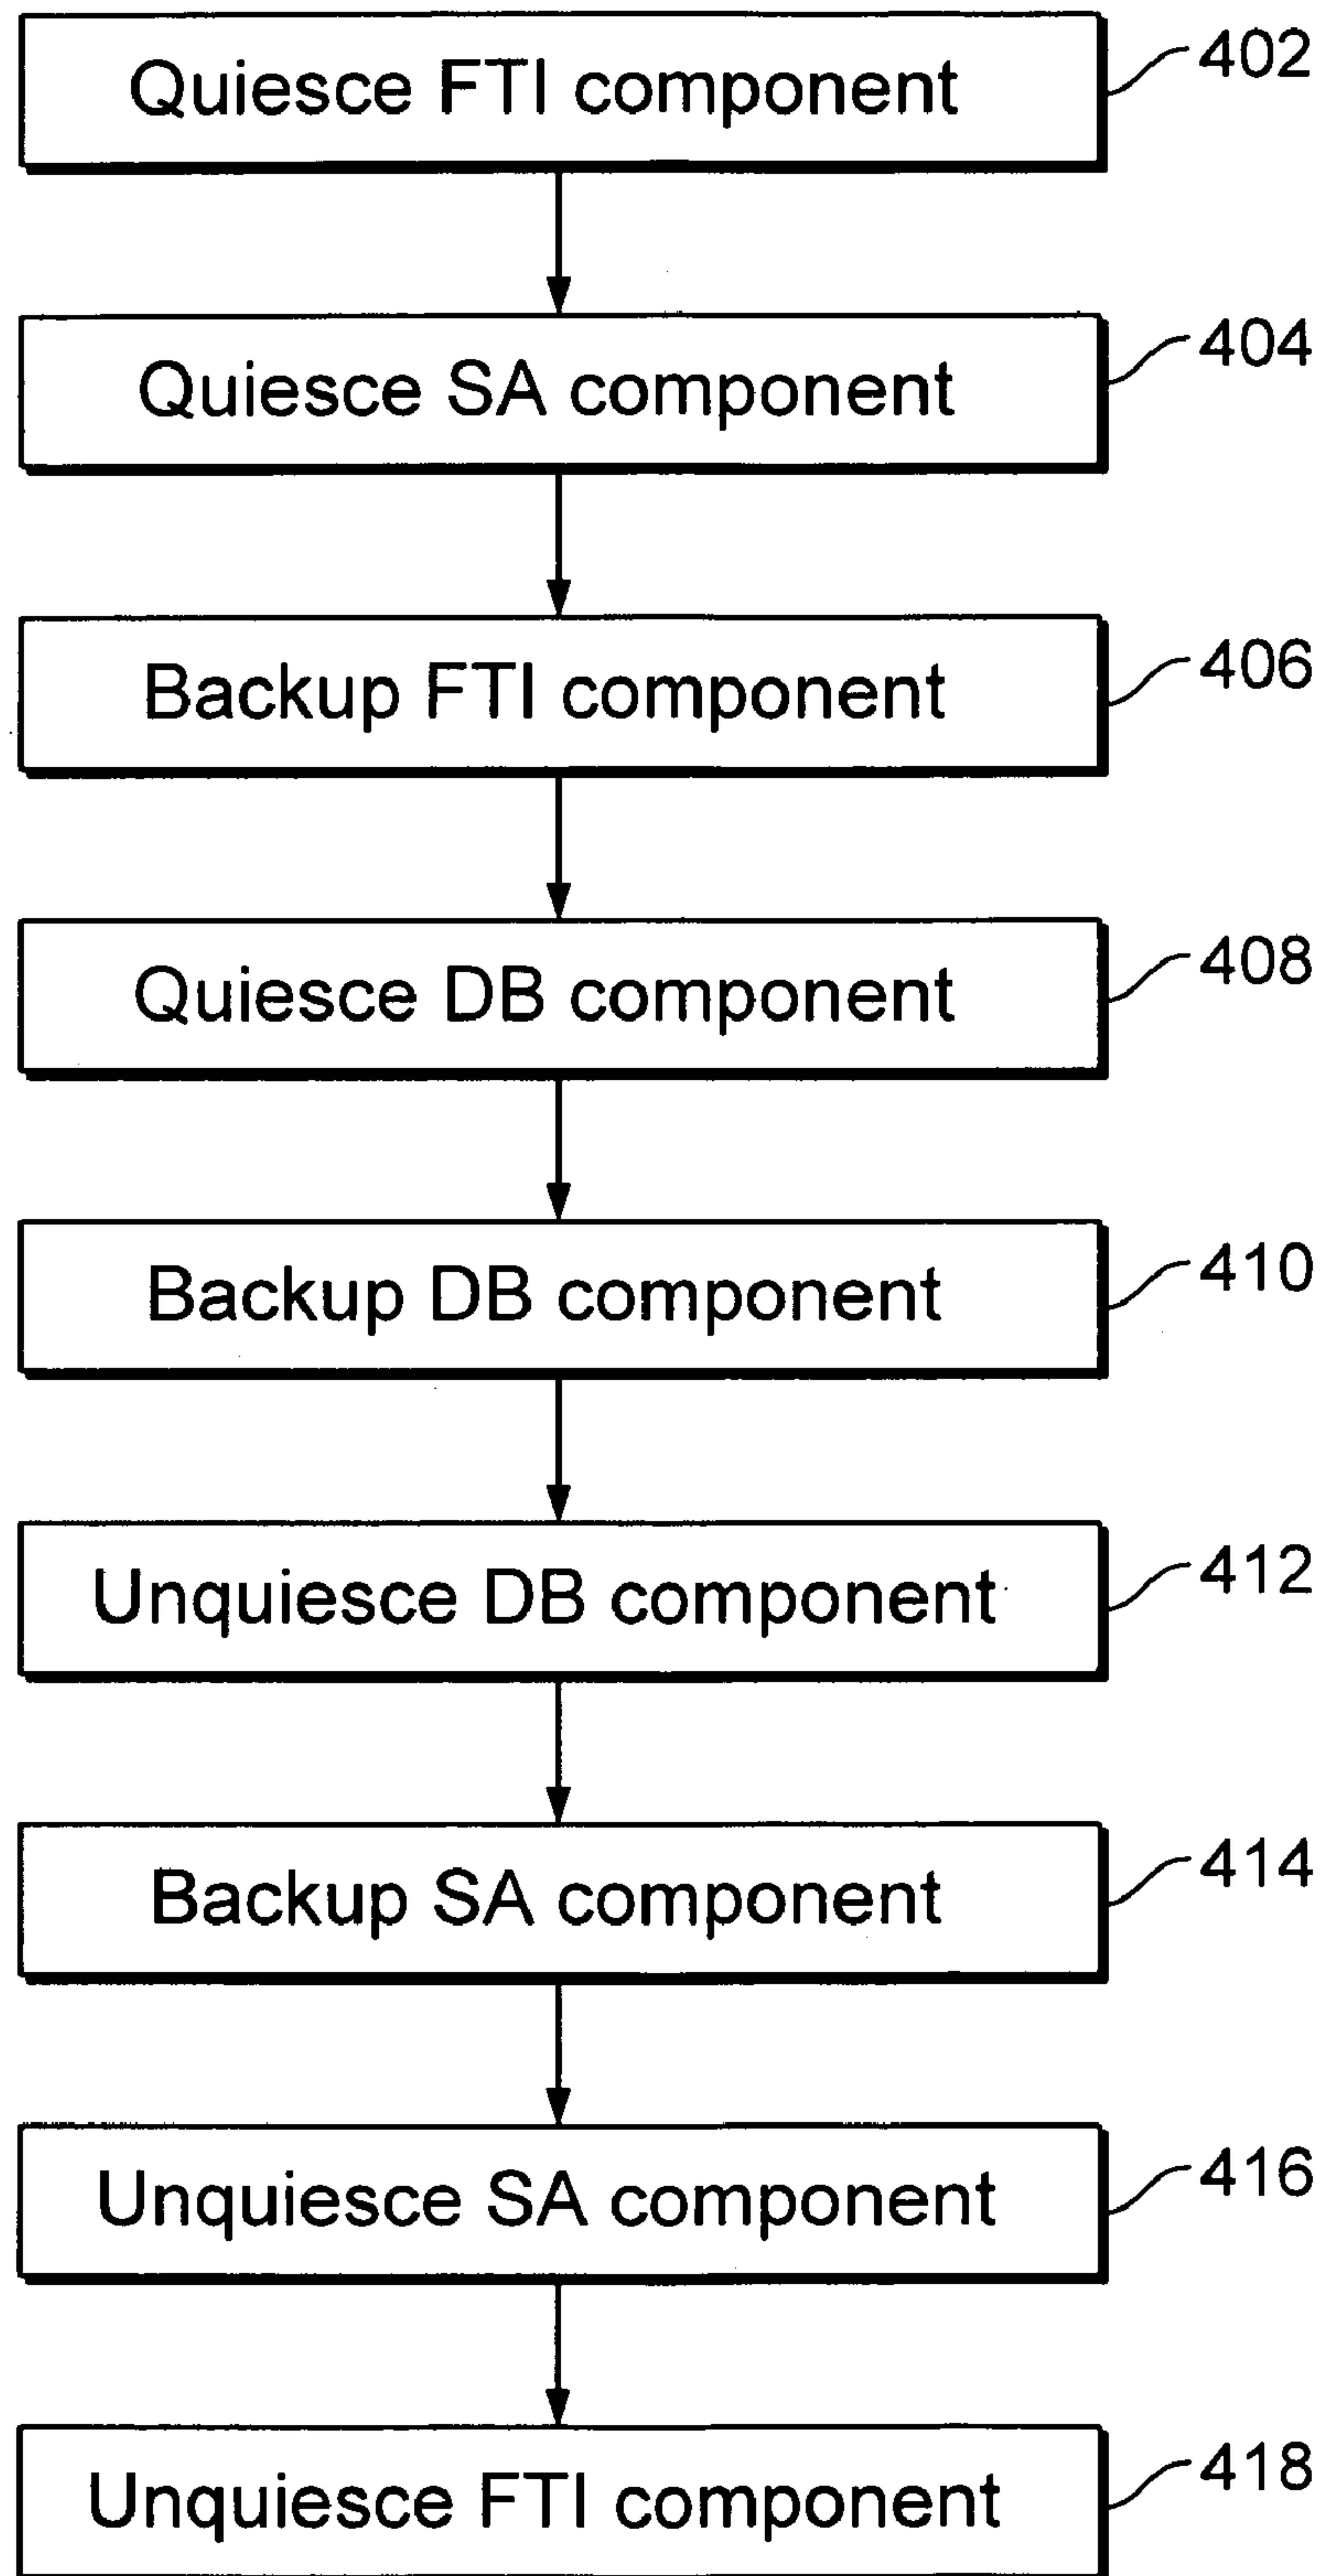 Quiesce FTI component
402
Quiesce SA component
404
Backup FTI component
406
Quiesce DB component
408
Backup DB component
410
Unquiesce DB component
412
Backup SA component
414
Unquiesce SA component
416
Unquiesce FTI component
418